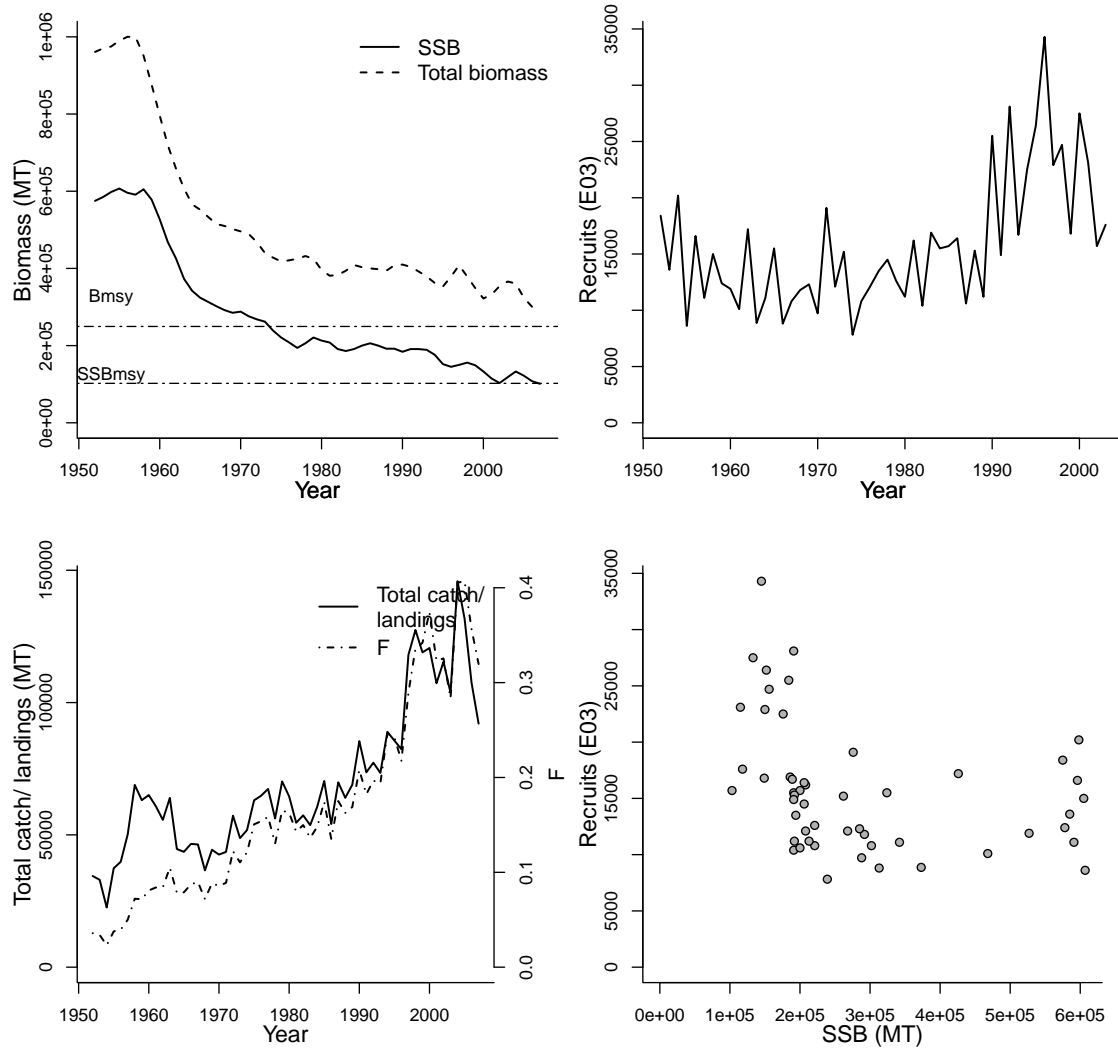 1e+06
8e+05
6e+05
4e+05
2e+05
0e+00
Biomass (MT)
SSB
Total biomass
Bmsy
SSBmsy
1950 1960 1970 1980 1990 2000
Year
35000
25000
15000
5000
0
Recruits (E03)
1950 1960 1970 1980 1990 2000
Year
150000
100000
50000
0
Total catch/ landings (MT)
Total catch/
landings
F
0.4
0.3
0.2
0.1
0.0
F
1950 1960 1970 1980 1990 2000
Year
35000
25000
15000
5000
0
Recruits (E03)
0e+00 1e+05 2e+05 3e+05 4e+05 5e+05 6e+05
SSB (MT)